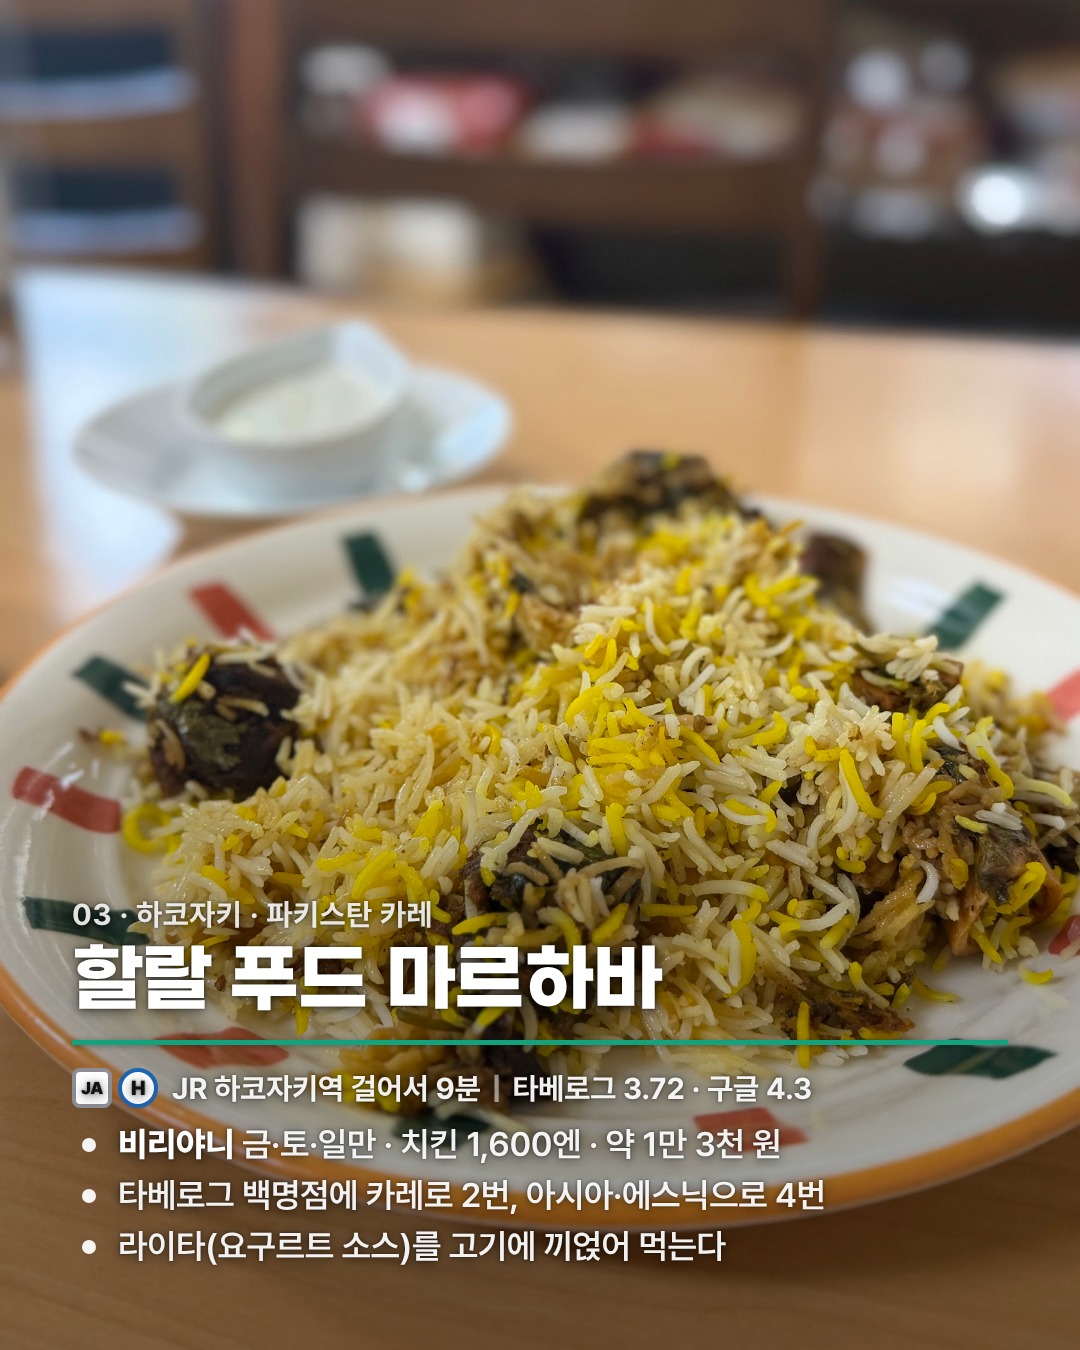 03 · 하코자키 · 파키스탄 카레
할랄 푸드 마르하바
JA H JR 하코자키역 걸어서 9분 | 타베로그 3.72 · 구글 4.3
• 비리야니 금·토·일만 · 치킨 1,600엔 · 약 1만 3천 원
• 타베로그 백명점에 카레로 2번, 아시아·에스닉으로 4번
• 라이타(요구르트 소스)를 고기에 끼얹어 먹는다